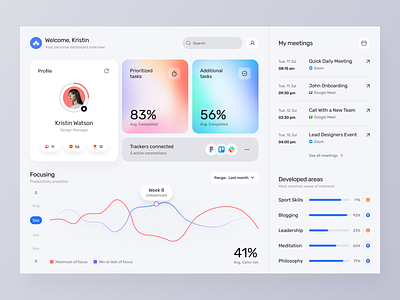 Welcome, Kristin
Your personal dashboard overview
Search
Profile
Kristin Watson
Design Manager
11
56
12
Prioritized tasks
83%
Avg. Completed
Additional tasks
56%
Avg. Completed
Trackers connected
3 active connections
Focusing
Productivity analytics
Range: Last month
Week 8
Unbalanced
41%
Maximum of focus
Min or lack of focus
My meetings
Tue, 11 Jul
08:15 am
Quick Daily Meeting
Zoom
Tue, 11 Jul
09:30 pm
John Onboarding
Google Meet
Tue, 12 Jul
02:30 pm
Call With a New Team
Google Meet
Tue, 15 Jul
04:00 pm
Lead Designers Event
Zoom
See all meetings
Developed areas
Most common areas of interests
Sport Skills
71%
Blogging
92%
Leadership
33%
Meditation
56%
Philosophy
79%